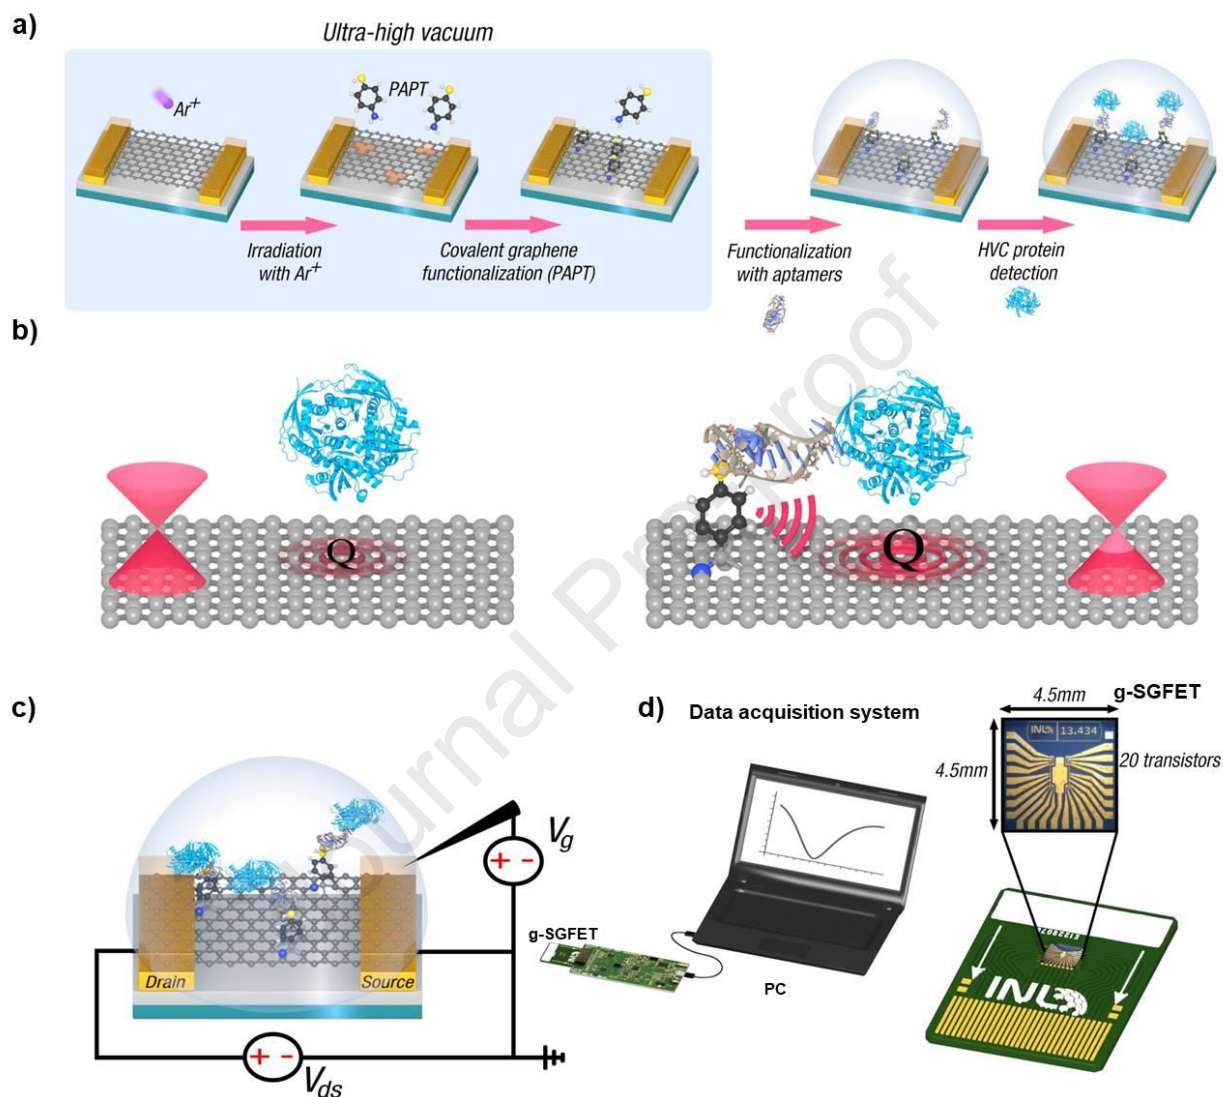 a)
Ultra-high vacuum
Ar+
PAPT
Irradiation
with Ar+
Covalent graphene
functionalization (PAPT)
Functionalization
with aptamers
HVC protein
detection
b)
Q
Q
Journal Pre-proof
c)
Drain
Source
+ -
Vg
+ -
Vds
d)
Data acquisition system
g-SGFET
PC
4.5mm
g-SGFET
4.5mm
INL
13.434
20 transistors
INL